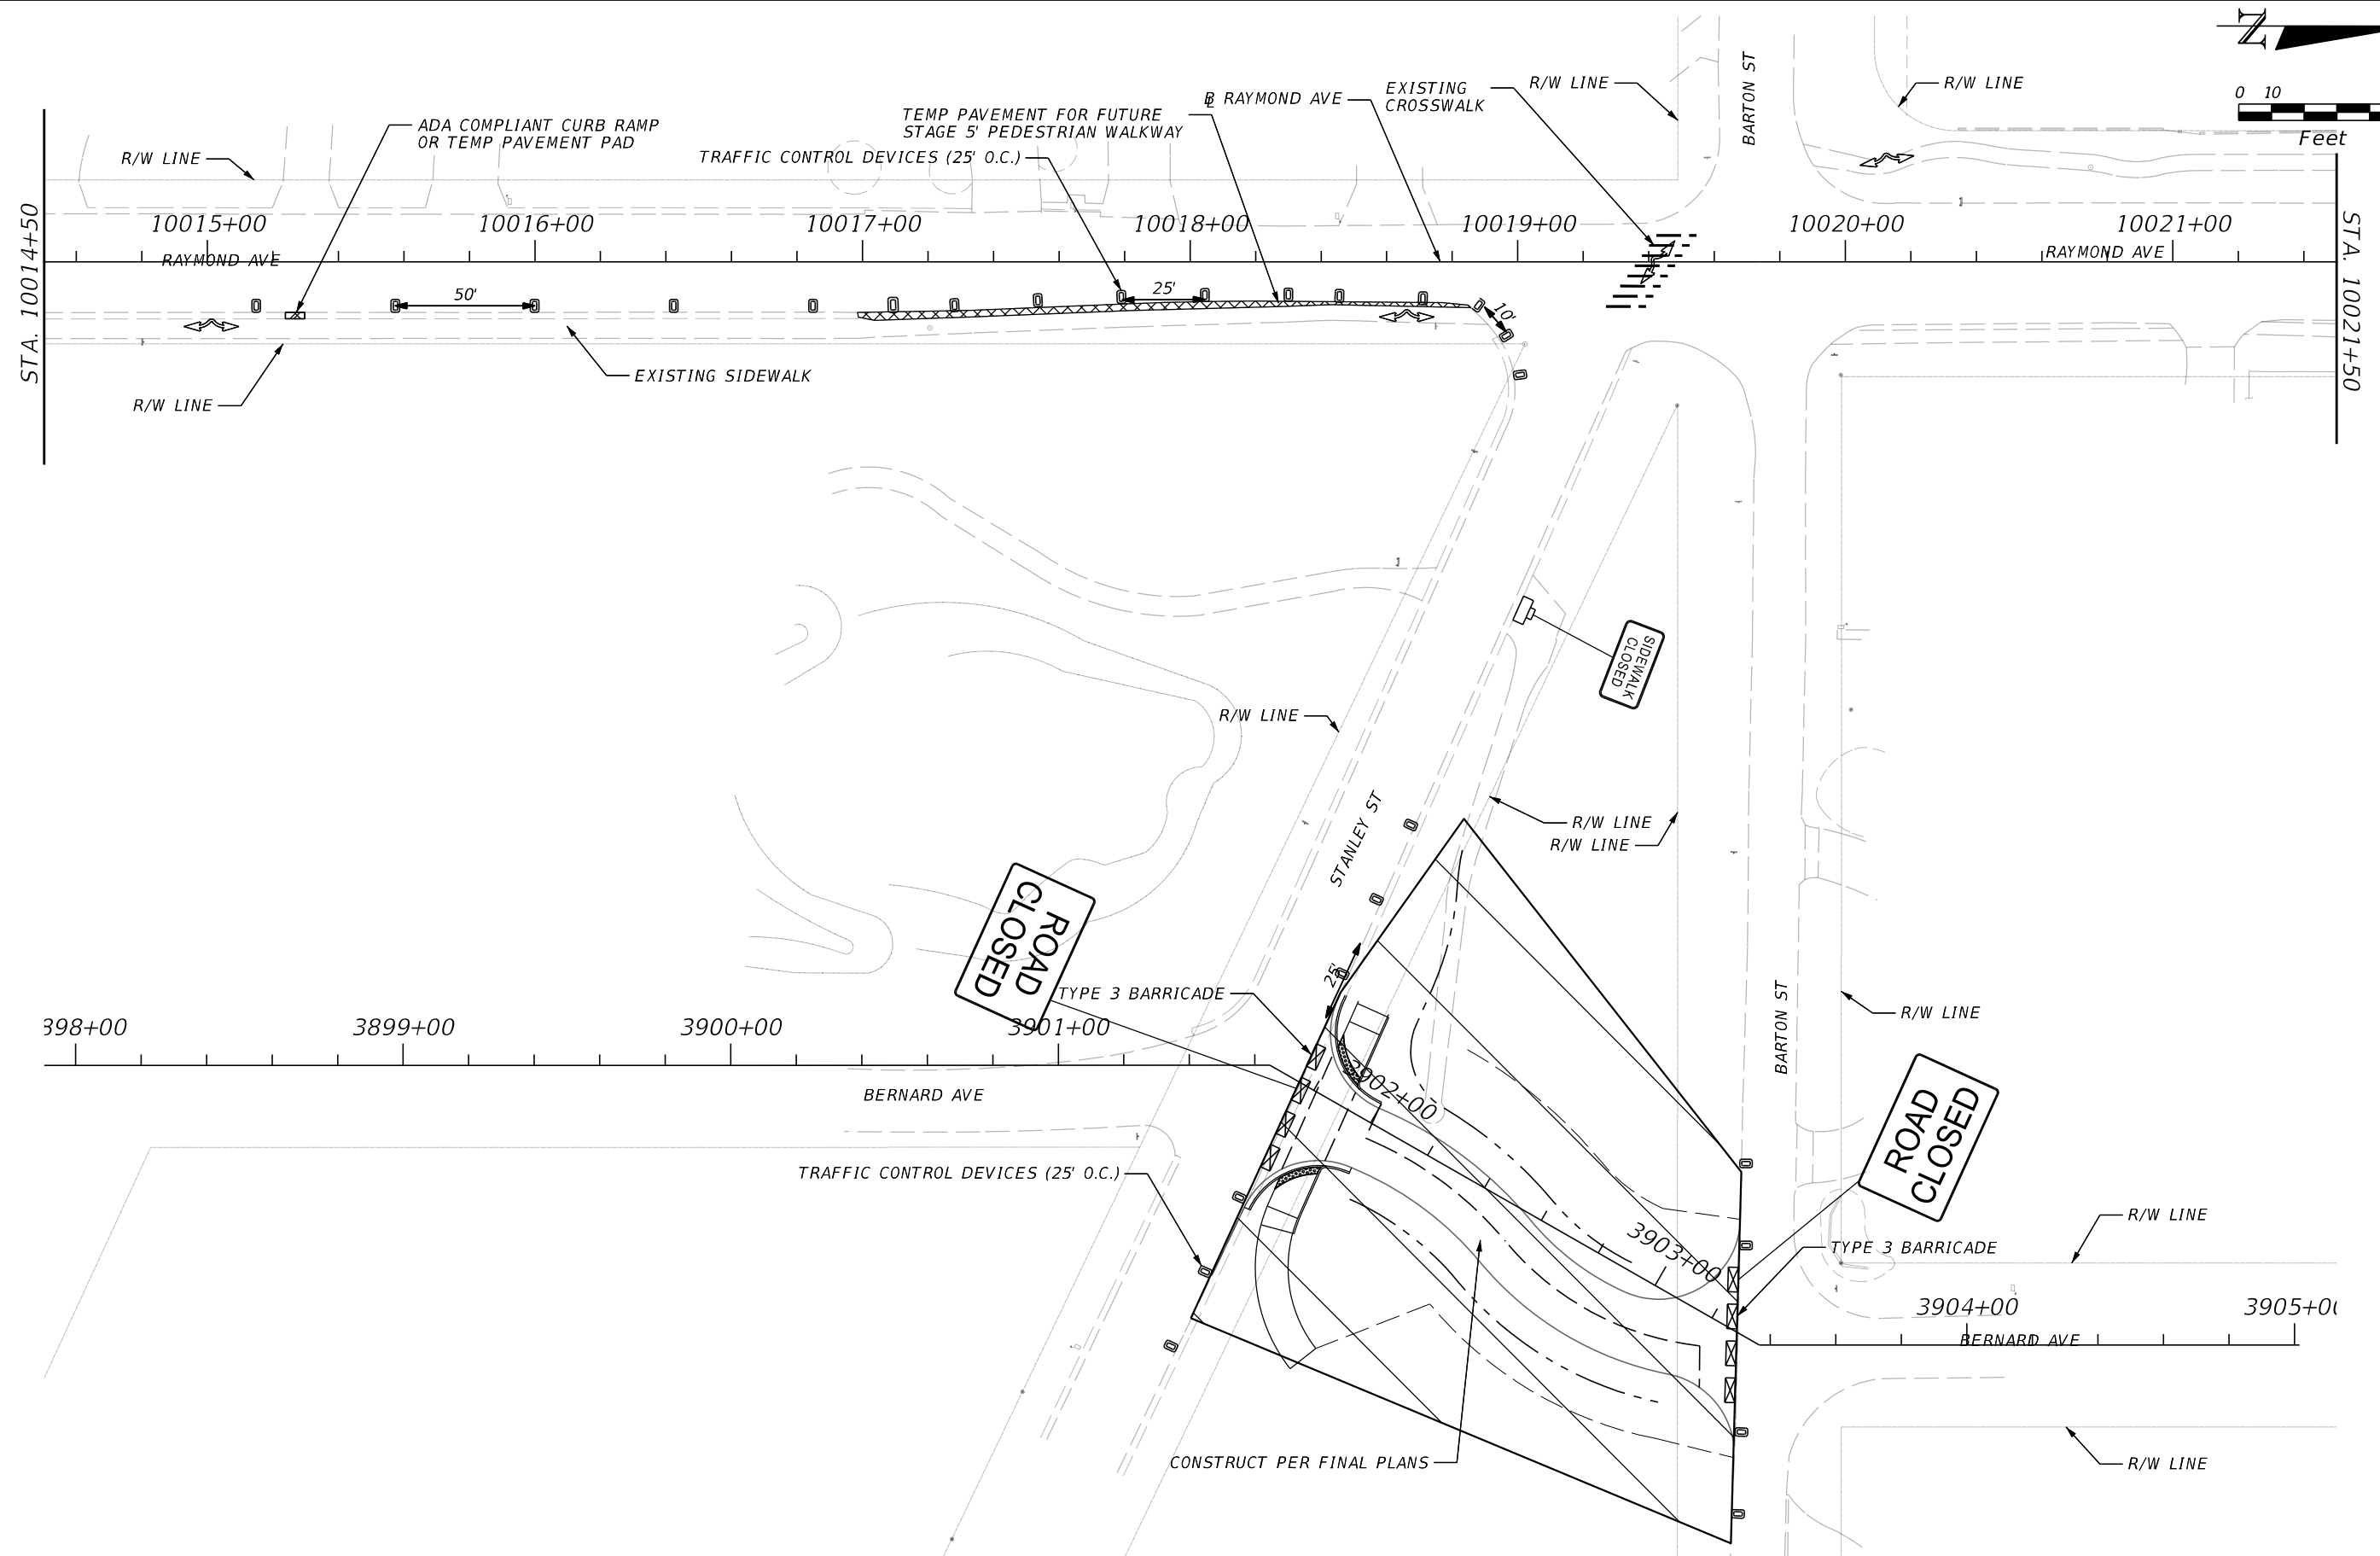 N
BARTON ST
R/W LINE
R/W LINE
EXISTING
CROSSWALK
0 10
Feet
℄ RAYMOND AVE
TEMP PAVEMENT FOR FUTURE
STAGE 5' PEDESTRIAN WALKWAY
ADA COMPLIANT CURB RAMP
OR TEMP PAVEMENT PAD
R/W LINE
TRAFFIC CONTROL DEVICES (25' O.C.)
10015+00
10016+00
10017+00
10018+00
10019+00
10020+00
10021+00
STA. 10014+50
STA. 10021+50
RAYMOND AVE
RAYMOND AVE
50'
25'
10'
EXISTING SIDEWALK
R/W LINE
SIDEWALK
CLOSED
R/W LINE
STANLEY ST
R/W LINE
R/W LINE
ROAD
CLOSED
TYPE 3 BARRICADE
25'
BARTON ST
R/W LINE
398+00
3899+00
3900+00
3901+00
3902+00
BERNARD AVE
ROAD
CLOSED
TRAFFIC CONTROL DEVICES (25' O.C.)
R/W LINE
3903+00
TYPE 3 BARRICADE
3904+00
3905+0
BERNARD AVE
CONSTRUCT PER FINAL PLANS
R/W LINE